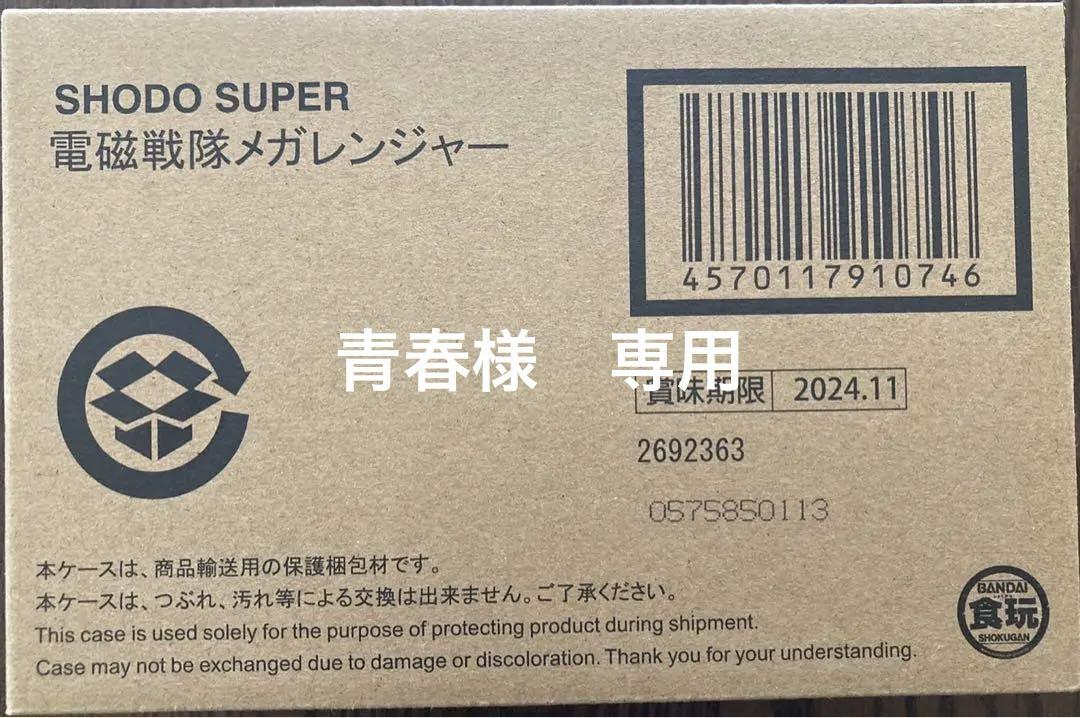 SHODO SUPER
電磁戦隊メガレンジャー
4570117910746
青春様　専用
賞味期限 2024.11
2692363
0575850113
本ケースは、商品輸送用の保護梱包材です。
本ケースは、つぶれ、汚れ等による交換は出来ません。ご了承ください。
This case is used solely for the purpose of protecting product during shipment.
Case may not be exchanged due to damage or discoloration. Thank you for your understanding.
BANDAI
食玩
SHOKUGAN